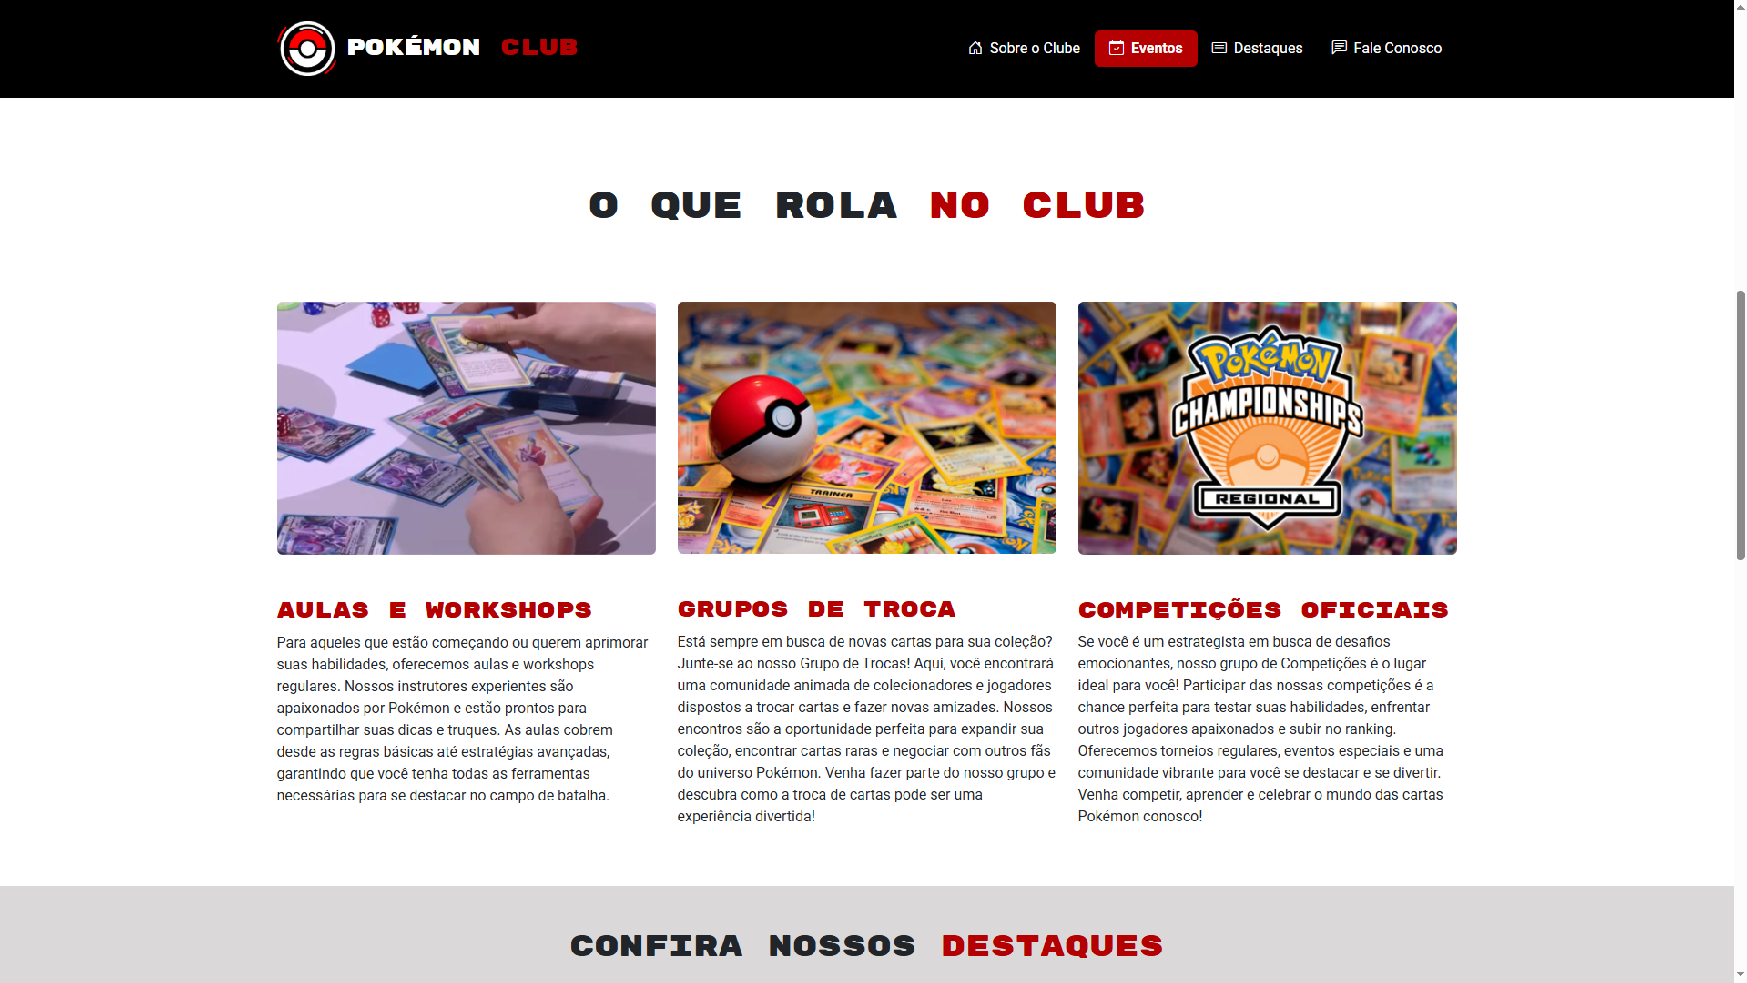 POKÉMON CLUB
Sobre o Clube
Eventos
Destaques
Fale Conosco
O QUE ROLA NO CLUB
TRAINER
Pokémon
CHAMPIONSHIPS
REGIONAL
AULAS E WORKSHOPS
Para aqueles que estão começando ou querem aprimorar
suas habilidades, oferecemos aulas e workshops
regulares. Nossos instrutores experientes são
apaixonados por Pokémon e estão prontos para
compartilhar suas dicas e truques. As aulas cobrem
desde as regras básicas até estratégias avançadas,
garantindo que você tenha todas as ferramentas
necessárias para se destacar no campo de batalha.
GRUPOS DE TROCA
Está sempre em busca de novas cartas para sua coleção?
Junte-se ao nosso Grupo de Trocas! Aqui, você encontrará
uma comunidade animada de colecionadores e jogadores
dispostos a trocar cartas e fazer novas amizades. Nossos
encontros são a oportunidade perfeita para expandir sua
coleção, encontrar cartas raras e negociar com outros fãs
do universo Pokémon. Venha fazer parte do nosso grupo e
descubra como a troca de cartas pode ser uma
experiência divertida!
COMPETIÇÕES OFICIAIS
Se você é um estrategista em busca de desafios
emocionantes, nosso grupo de Competições é o lugar
ideal para você! Participar das nossas competições é a
chance perfeita para testar suas habilidades, enfrentar
outros jogadores apaixonados e subir no ranking.
Oferecemos torneios regulares, eventos especiais e uma
comunidade vibrante para você se destacar e se divertir.
Venha competir, aprender e celebrar o mundo das cartas
Pokémon conosco!
CONFIRA NOSSOS DESTAQUES